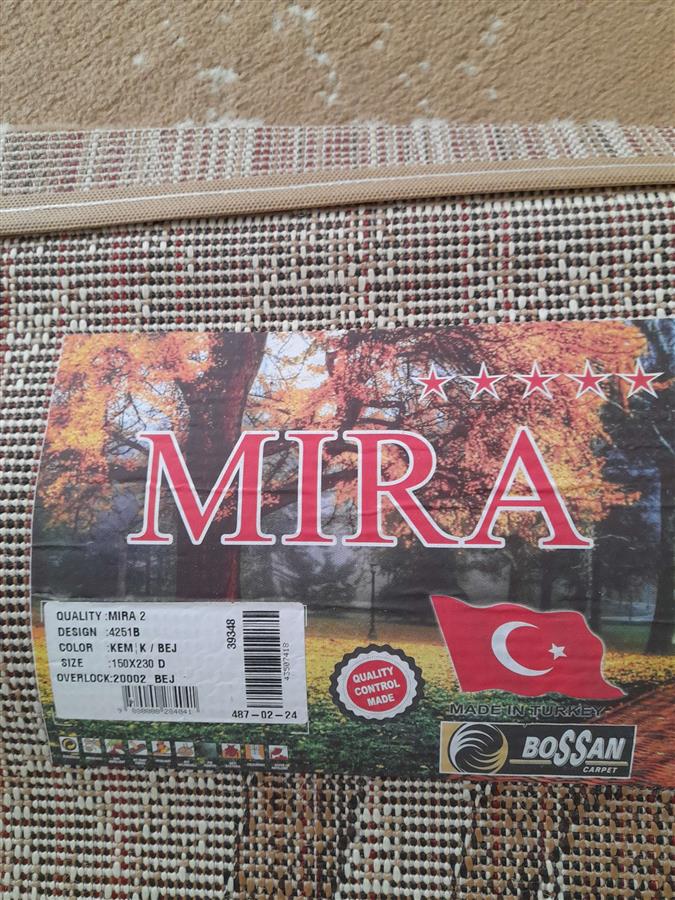 MIRA
QUALITY :MIRA 2
DESIGN :4251B
COLOR :KEM K / BEJ
SIZE :150X230 D
OVERLOCK:20002 BEJ
39348
487-02-24
QUALITY
CONTROL
MADE
MADE IN TURKEY
BOSSAN
CARPET